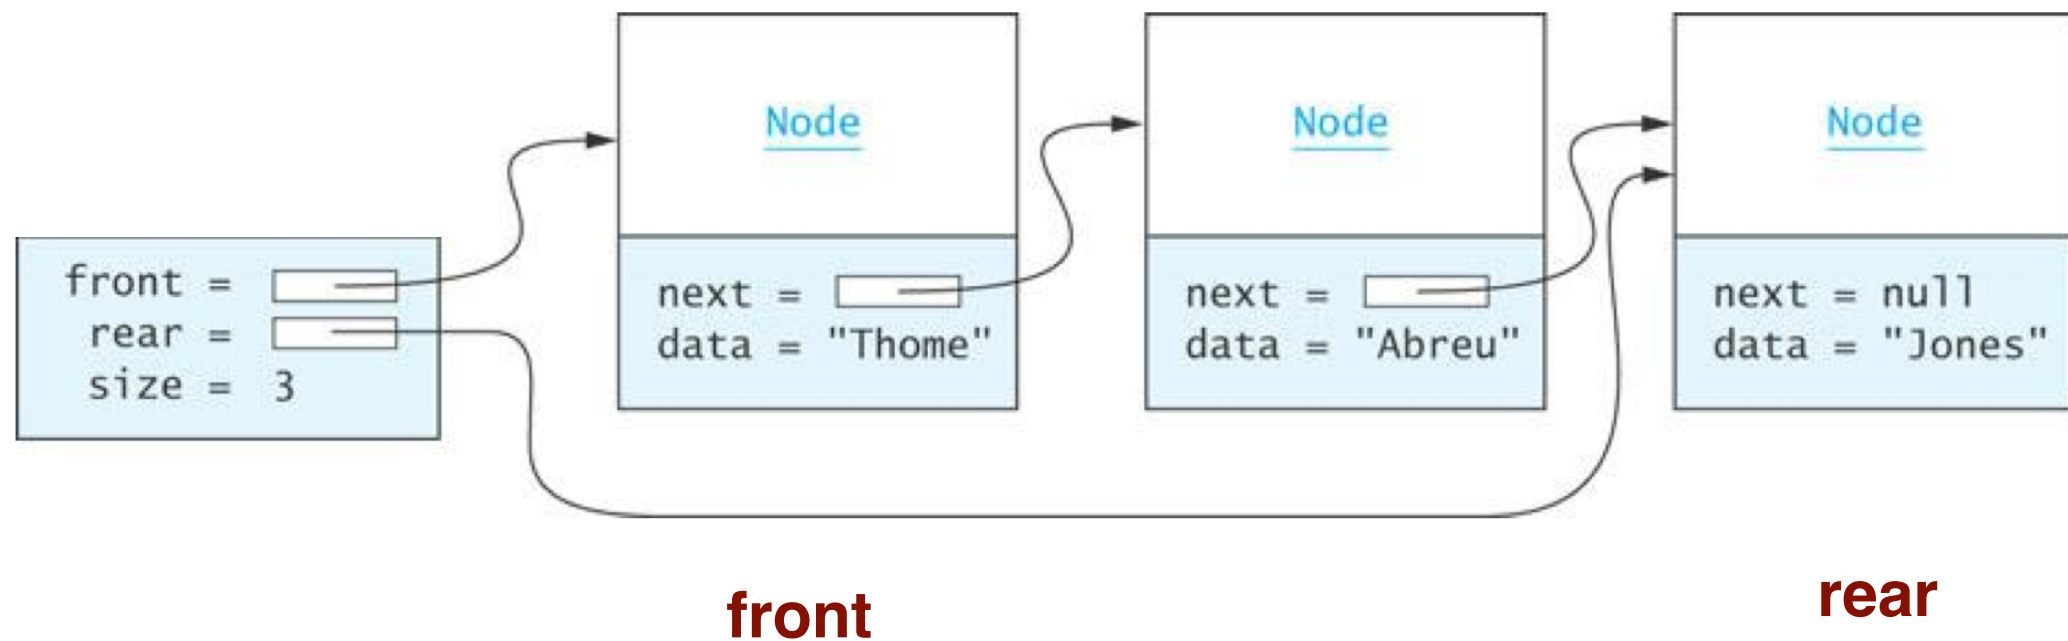 Node
Node
Node
front =
rear =
size = 3
next =
data = "Thome"
next =
data = "Abreu"
next = null
data = "Jones"
front
rear